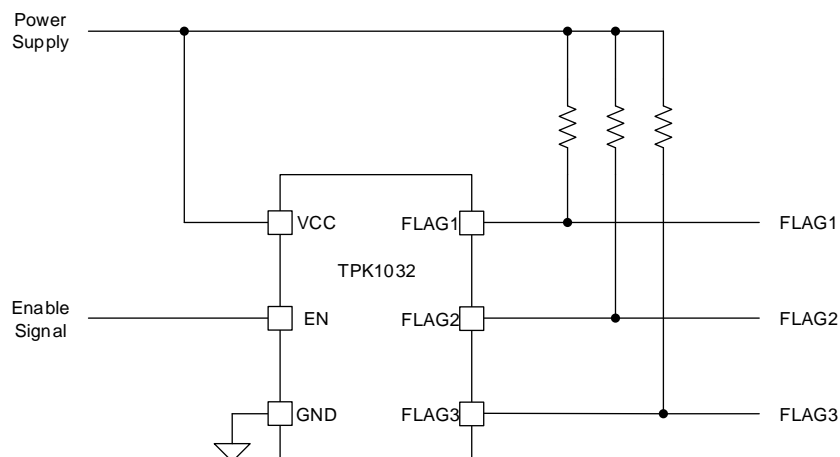 Power
Supply
VCC
FLAG1
FLAG1
TPK1032
Enable
Signal
EN
FLAG2
FLAG2
GND
FLAG3
FLAG3